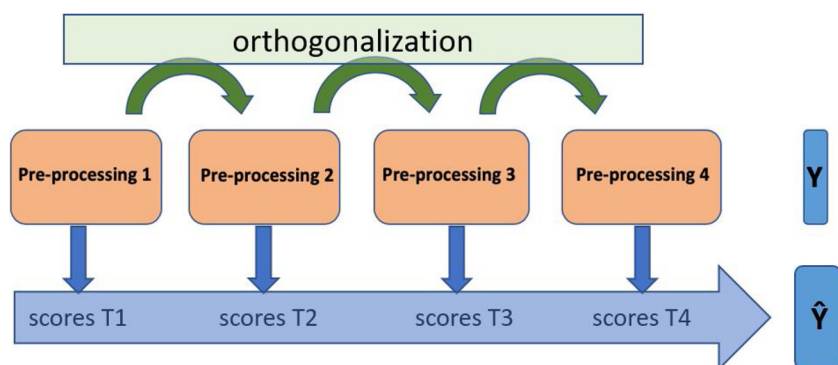 orthogonalization
Pre-processing 1
Pre-processing 2
Pre-processing 3
Pre-processing 4
Y
scores T1
scores T2
scores T3
scores T4
Ŷ